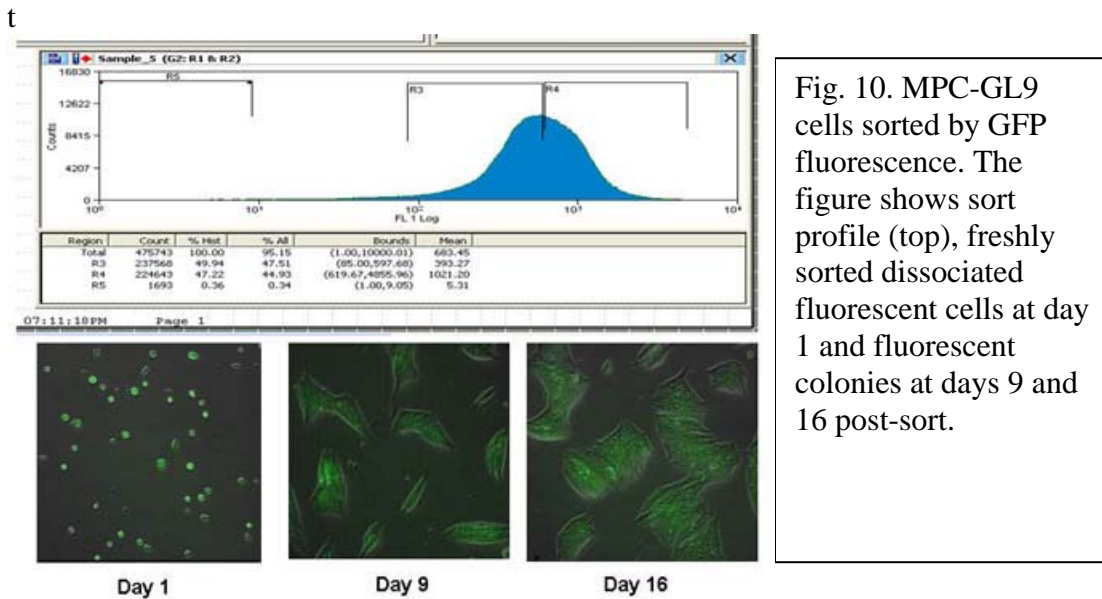 t
Sample_S (G2: R1 & R2)
16830
12622
8415
4207
0
Counts
R5
R3
R4
10⁰ 10¹ 10² 10³ 10⁴
FL 1 Log
Region Count % Hist % All Bounds Mean
Total 475743 100.00 95.15 (1.00,10000.01) 683.45
R3 237568 49.94 47.51 (85.00,597.68) 393.27
R4 224643 47.22 44.93 (619.67,4855.96) 1021.20
R5 1693 0.36 0.34 (1.00,9.05) 5.31
07:11:18PM Page 1
Day 1
Day 9
Day 16
Fig. 10. MPC-GL9
cells sorted by GFP
fluorescence. The
figure shows sort
profile (top), freshly
sorted dissociated
fluorescent cells at day
1 and fluorescent
colonies at days 9 and
16 post-sort.